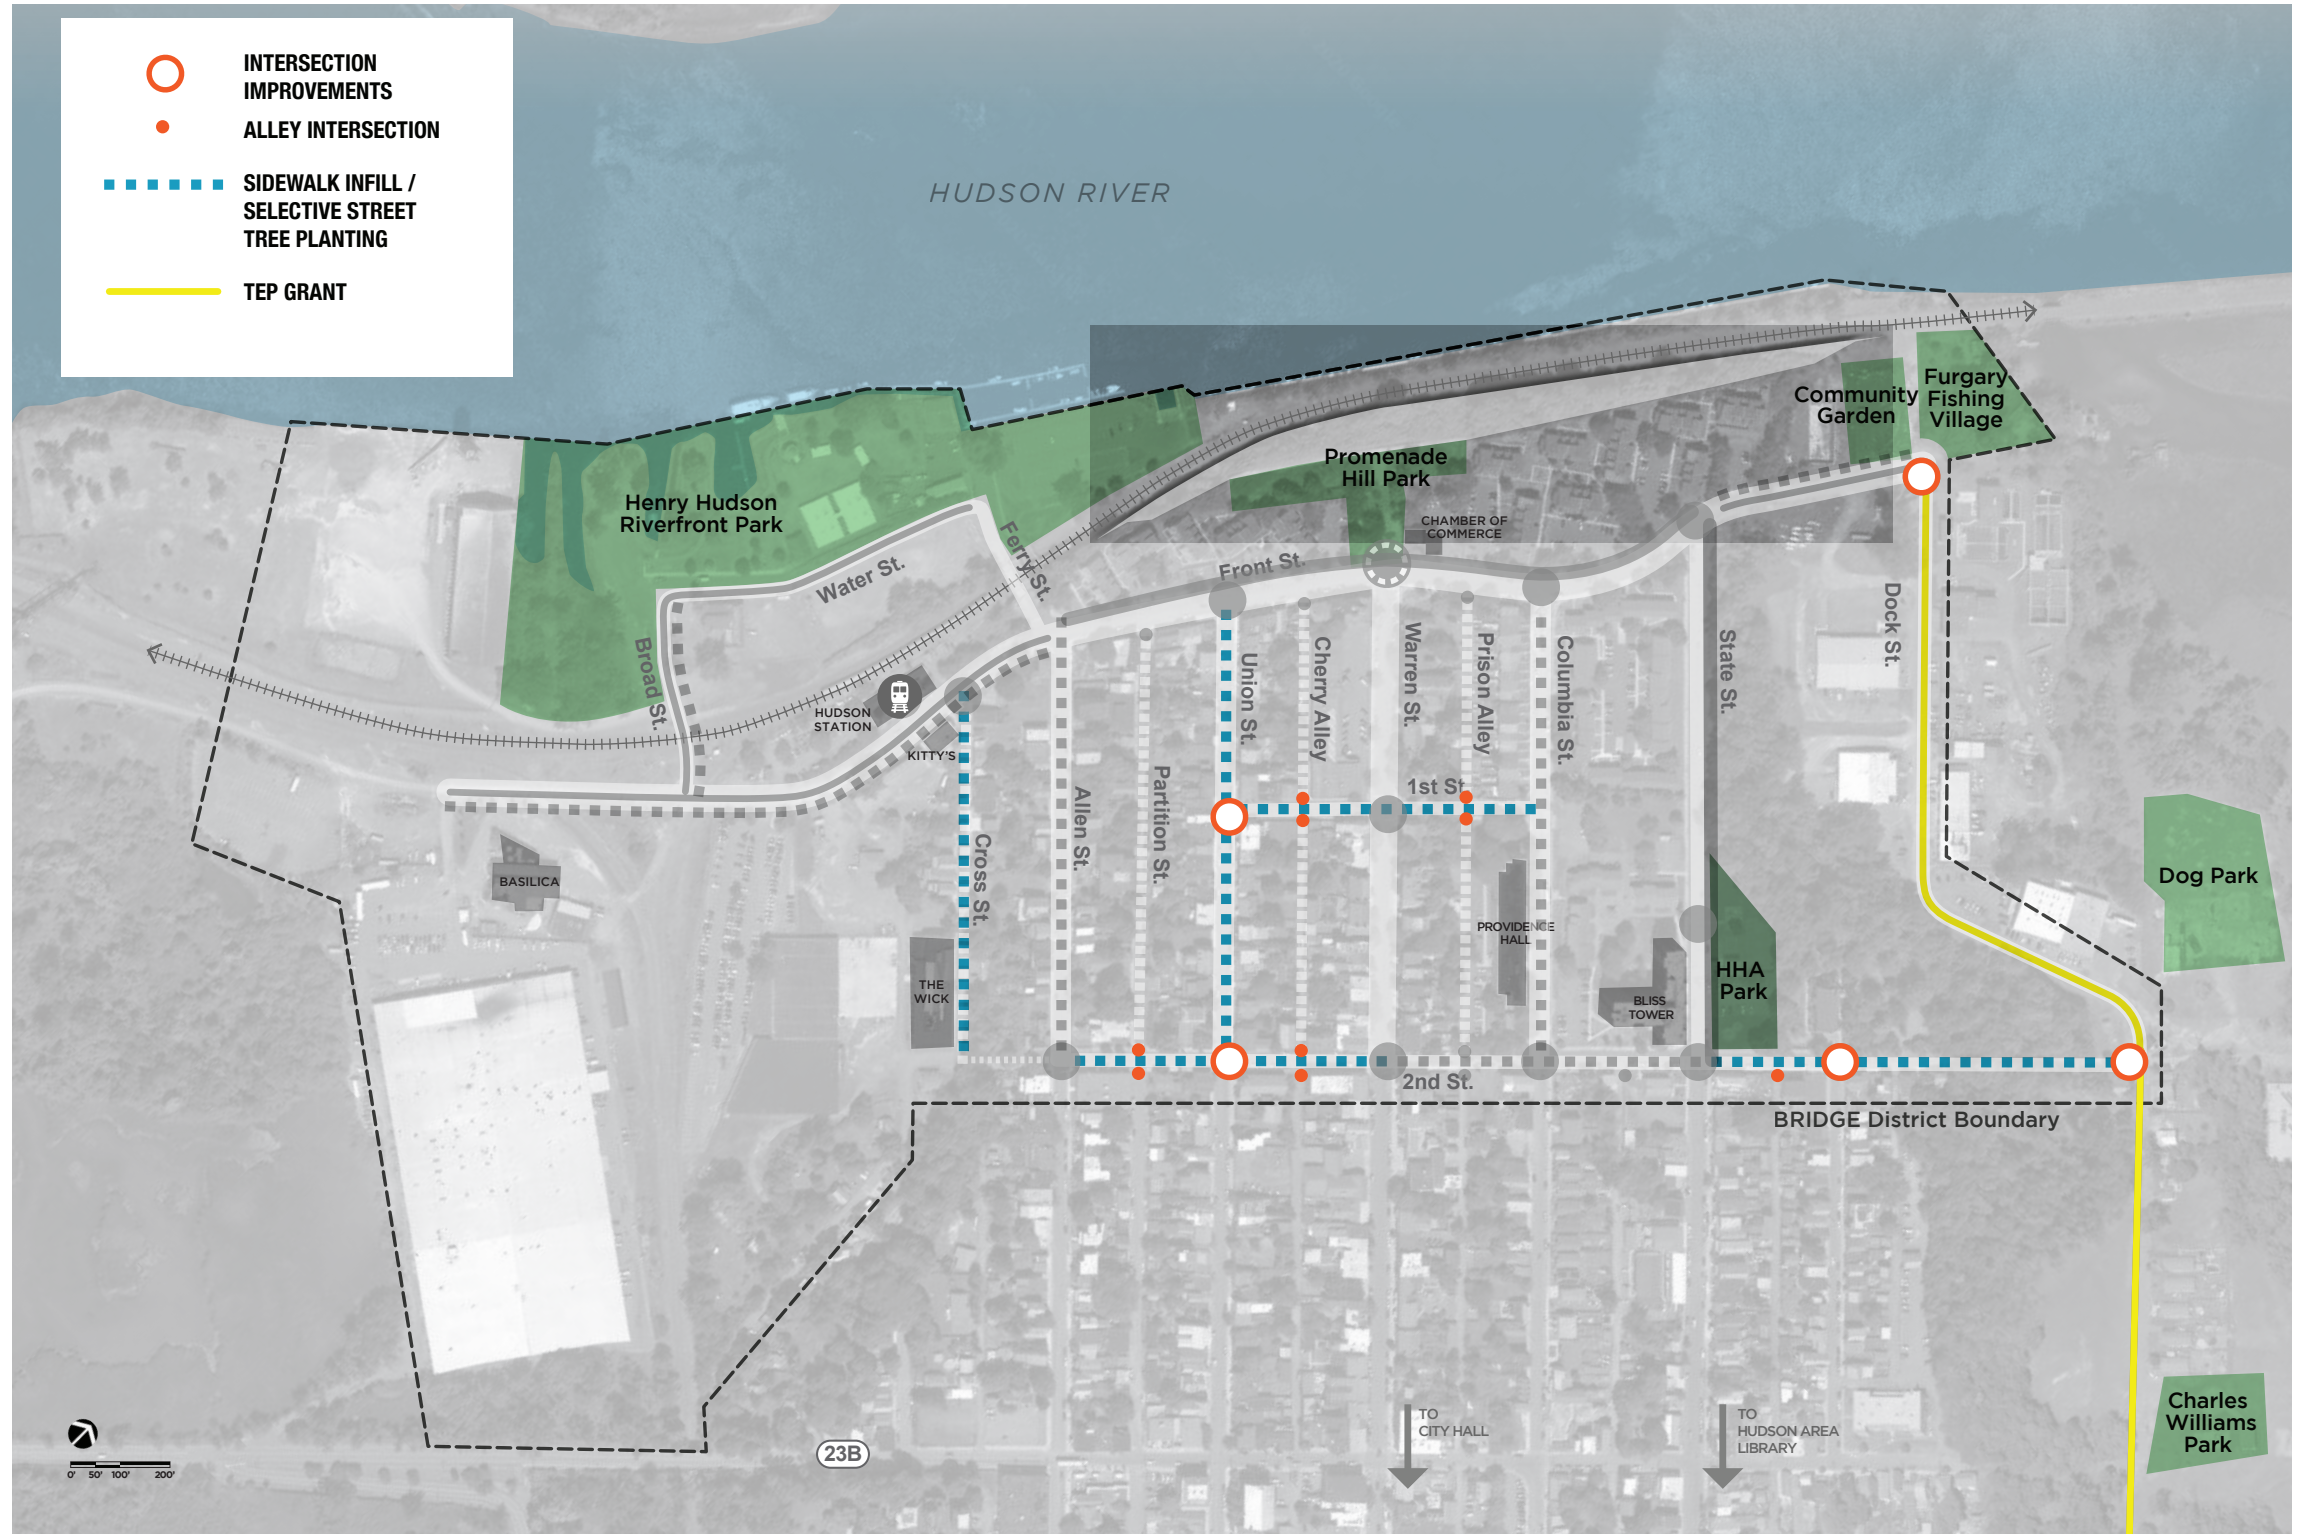 INTERSECTION
IMPROVEMENTS
ALLEY INTERSECTION
SIDEWALK INFILL /
SELECTIVE STREET
TREE PLANTING
TEP GRANT
HUDSON RIVER
Community
Garden
Furgary
Fishing
Village
Promenade
Hill Park
Henry Hudson
Riverfront Park
CHAMBER OF
COMMERCE
Ferry St.
Front St.
Water St.
Broad St.
HUDSON
STATION
KITTY'S
Union St.
Cherry Alley
Warren St.
Prison Alley
Columbia St.
State St.
Dock St.
1st St
Partition St.
Allen St.
Cross St.
BASILICA
Dog Park
PROVIDENCE
HALL
THE
WICK
HHA
Park
BLISS
TOWER
2nd St.
BRIDGE District Boundary
TO
CITY HALL
TO
HUDSON AREA
LIBRARY
Charles
Williams
Park
23B
0' 50' 100' 200'